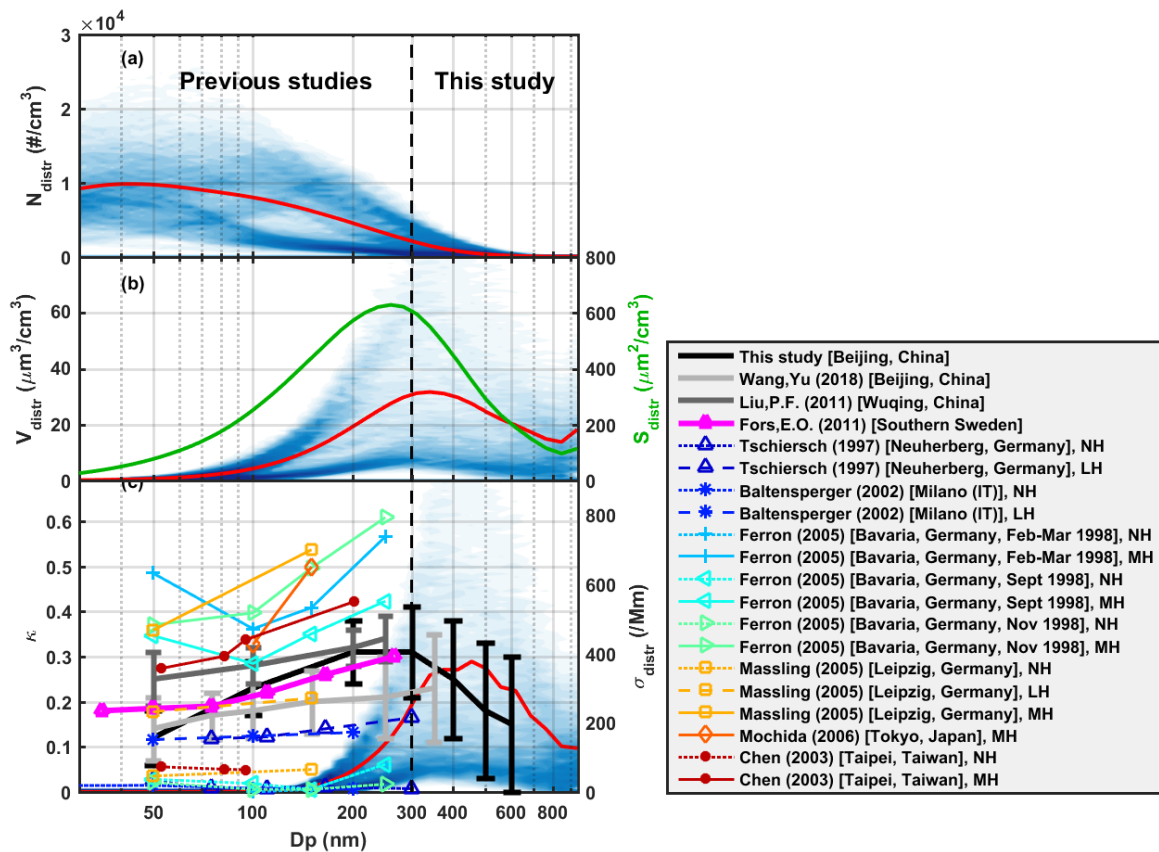 ×10⁴
3
(a)
Previous studies
This study
2
1
0
N_distr (#/cm³)
(b)
800
60
600
40
400
20
200
0
0
V_distr (μm³/cm³)
S_distr (μm²/cm³)
(c)
0.6
800
0.5
600
0.4
0.3
400
0.2
200
0.1
0
0
κ
σ_distr (/Mm)
50 100 200 300 400 600 800
Dp (nm)
This study [Beijing, China]
Wang,Yu (2018) [Beijing, China]
Liu,P.F. (2011) [Wuqing, China]
Fors,E.O. (2011) [Southern Sweden]
Tschiersch (1997) [Neuherberg, Germany], NH
Tschiersch (1997) [Neuherberg, Germany], LH
Baltensperger (2002) [Milano (IT)], NH
Baltensperger (2002) [Milano (IT)], LH
Ferron (2005) [Bavaria, Germany, Feb-Mar 1998], NH
Ferron (2005) [Bavaria, Germany, Feb-Mar 1998], MH
Ferron (2005) [Bavaria, Germany, Sept 1998], NH
Ferron (2005) [Bavaria, Germany, Sept 1998], MH
Ferron (2005) [Bavaria, Germany, Nov 1998], NH
Ferron (2005) [Bavaria, Germany, Nov 1998], MH
Massling (2005) [Leipzig, Germany], NH
Massling (2005) [Leipzig, Germany], LH
Massling (2005) [Leipzig, Germany], MH
Mochida (2006) [Tokyo, Japan], MH
Chen (2003) [Taipei, Taiwan], NH
Chen (2003) [Taipei, Taiwan], MH